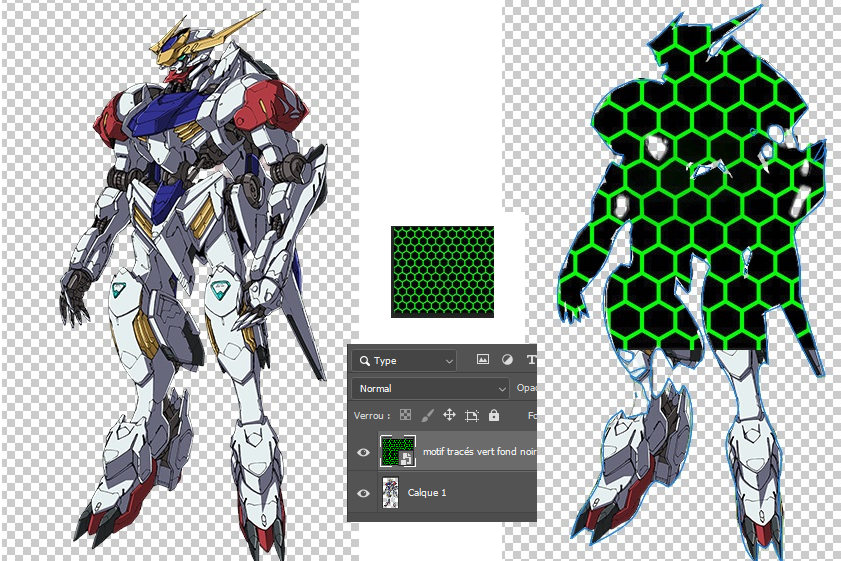 Type
Normal
Opac
Verrou :
Fo
motif tracés vert fond noir
Calque 1